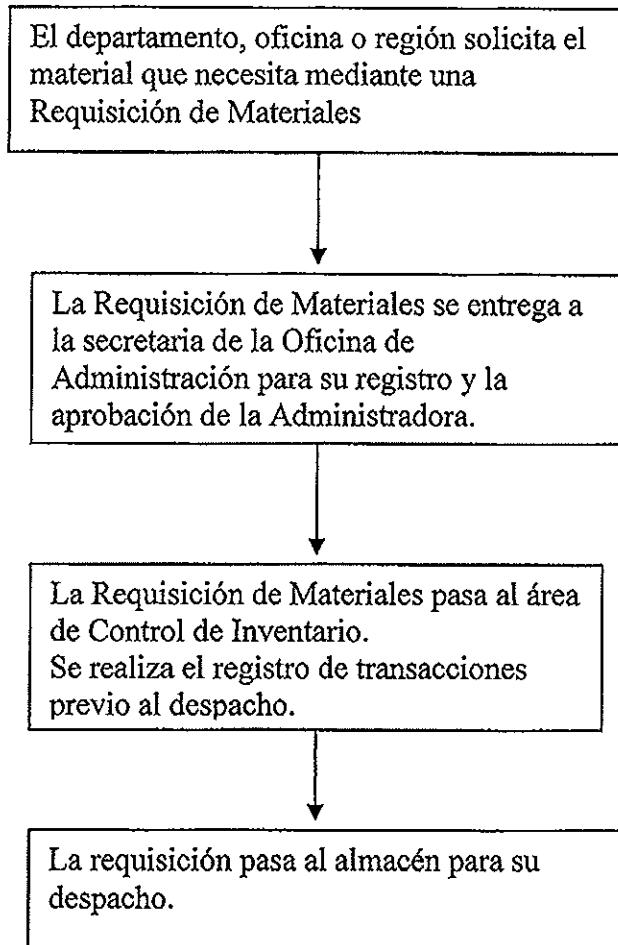 El departamento, oficina o región solicita el
material que necesita mediante una
Requisición de Materiales
La Requisición de Materiales se entrega a
la secretaria de la Oficina de
Administración para su registro y la
aprobación de la Administradora.
La Requisición de Materiales pasa al área
de Control de Inventario.
Se realiza el registro de transacciones
previo al despacho.
La requisición pasa al almacén para su
despacho.